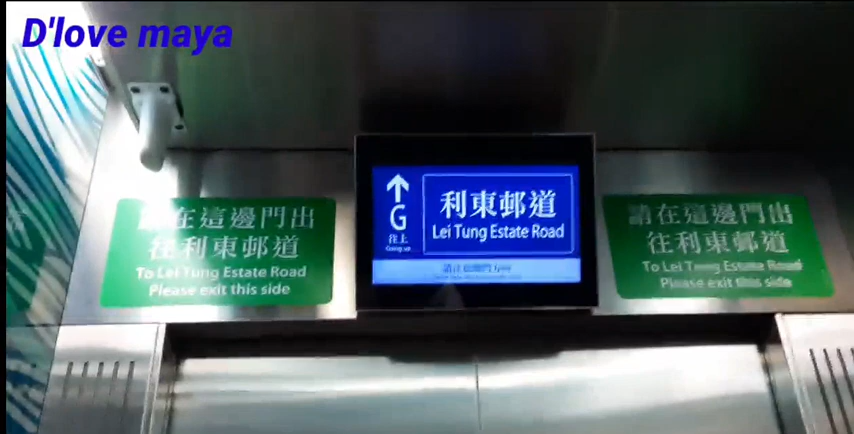 D'love maya
請在這邊門出
往利東邨道
To Lei Tung Estate Road
Please exit this side
G
往上
Going up
利東邨道
Lei Tung Estate Road
請在這邊門出
往利東邨道
To Lei Tung Estate Road
Please exit this side